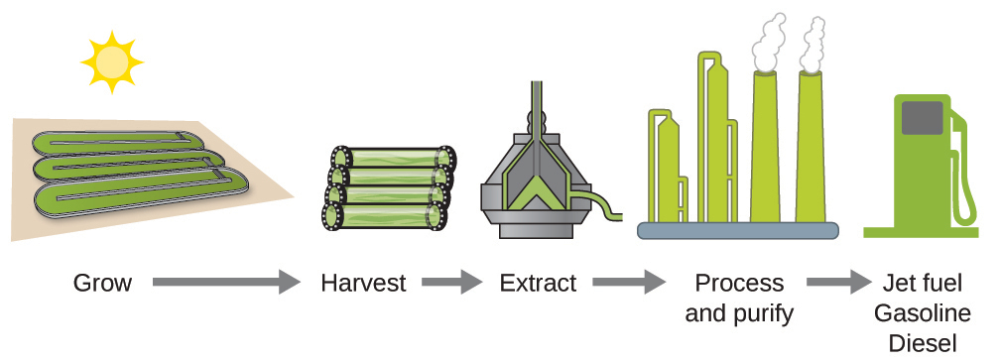 Grow
Harvest
Extract
Process
and purify
Jet fuel
Gasoline
Diesel